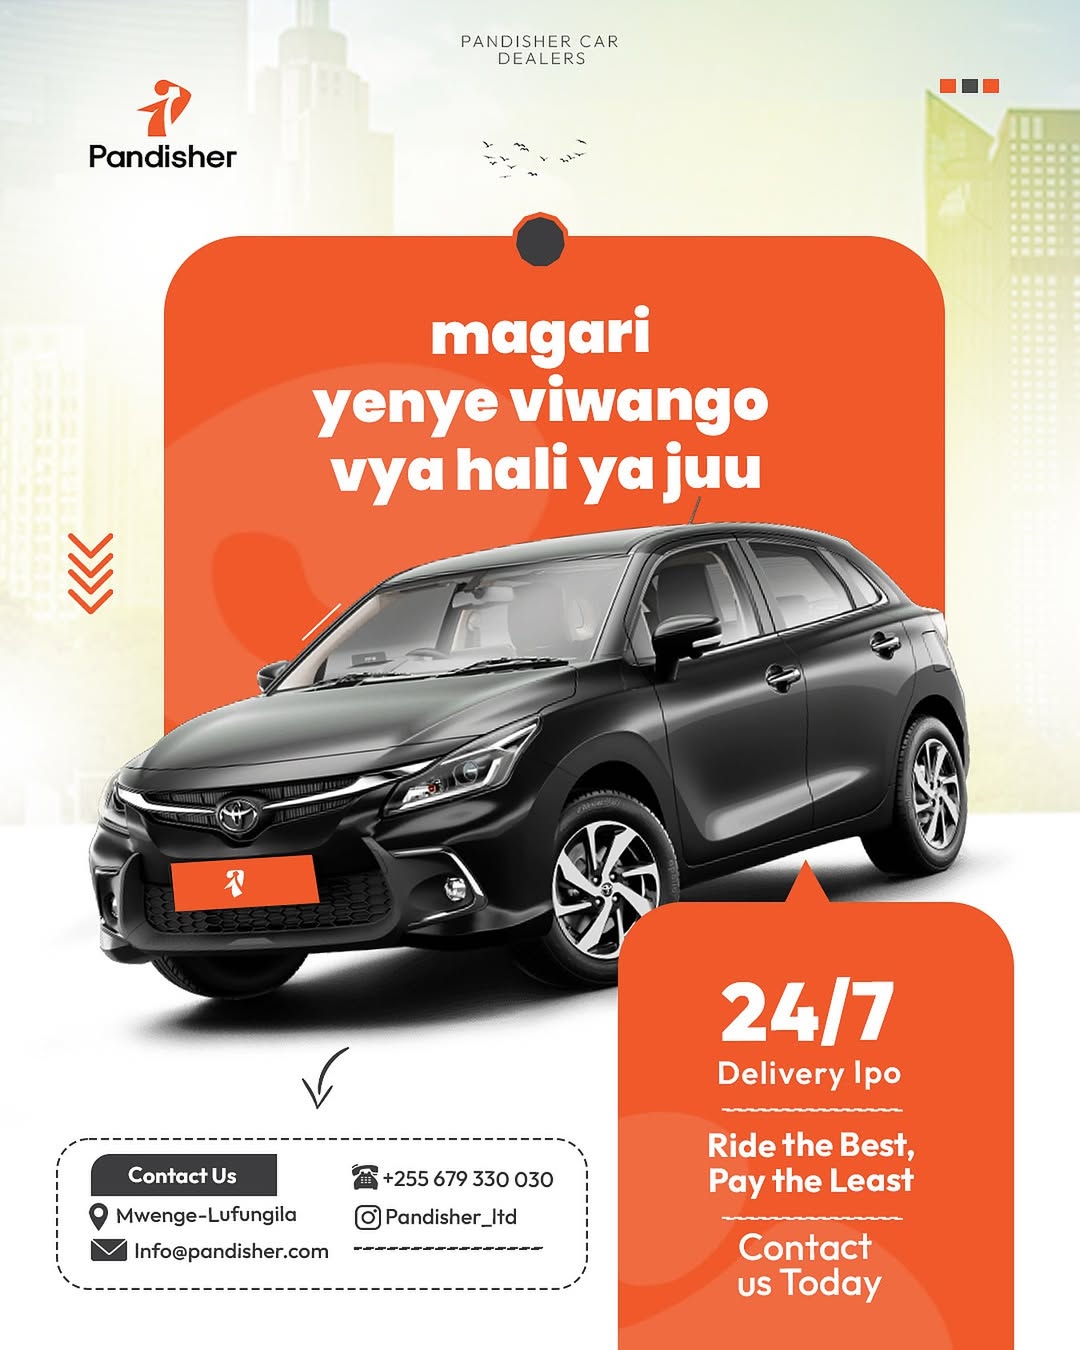 PANDISHER CAR
DEALERS
Pandisher
magari
yenye viwango
vya hali ya juu
24/7
Delivery Ipo
Ride the Best,
Pay the Least
Contact
us Today
Contact Us
Mwenge-Lufungila
Info@pandisher.com
+255 679 330 030
Pandisher_ltd